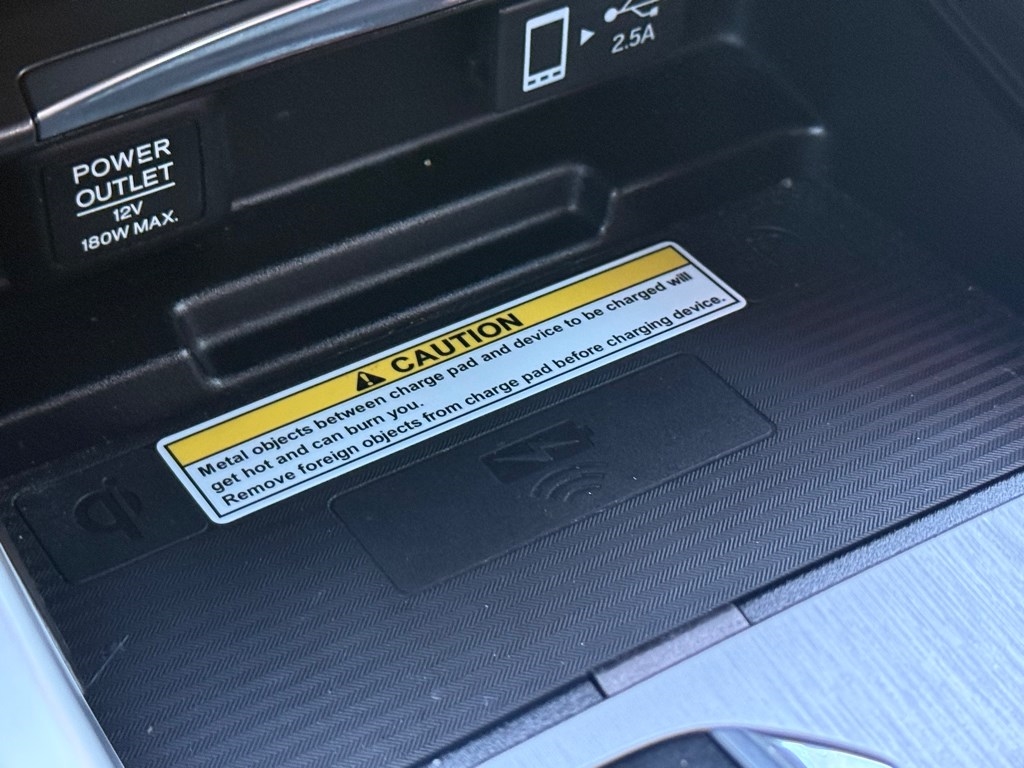 2.5A
POWER
OUTLET
12V
180W MAX.
CAUTION
Metal objects between charge pad and device to be charged will
get hot and can burn you.
Remove foreign objects from charge pad before charging device.